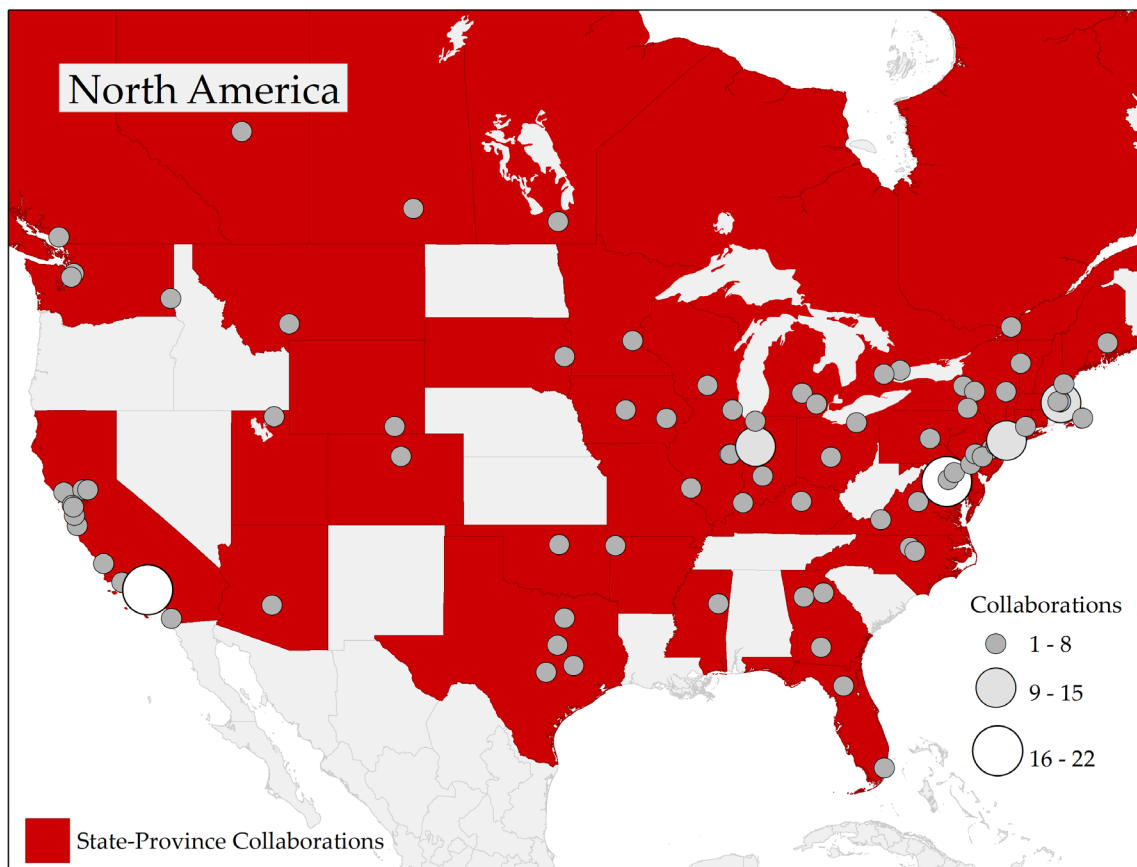 North America
Collaborations
1 - 8
9 - 15
16 - 22
State-Province Collaborations